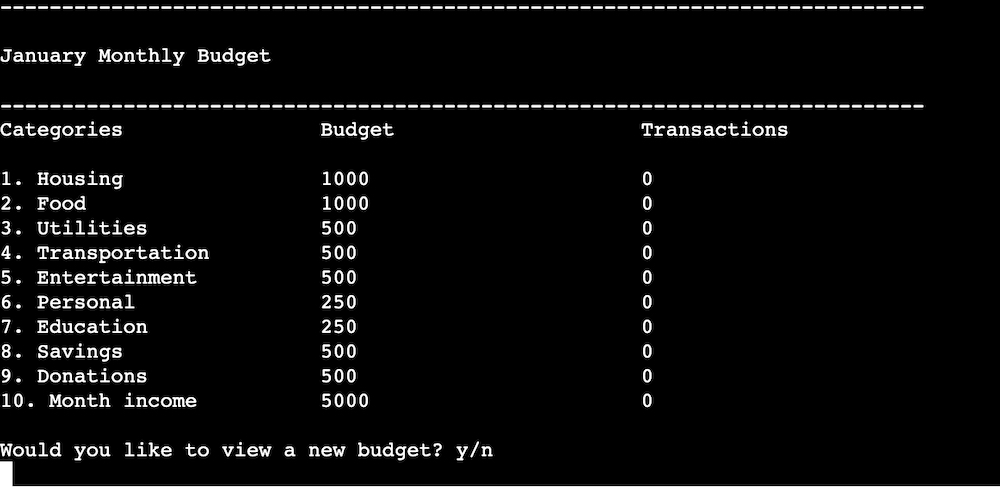 ---------------------------------------------------------------------------
January Monthly Budget
---------------------------------------------------------------------------
Categories Budget Transactions
1. Housing 1000 0
2. Food 1000 0
3. Utilities 500 0
4. Transportation 500 0
5. Entertainment 500 0
6. Personal 250 0
7. Education 250 0
8. Savings 500 0
9. Donations 500 0
10. Month income 5000 0
Would you like to view a new budget? y/n